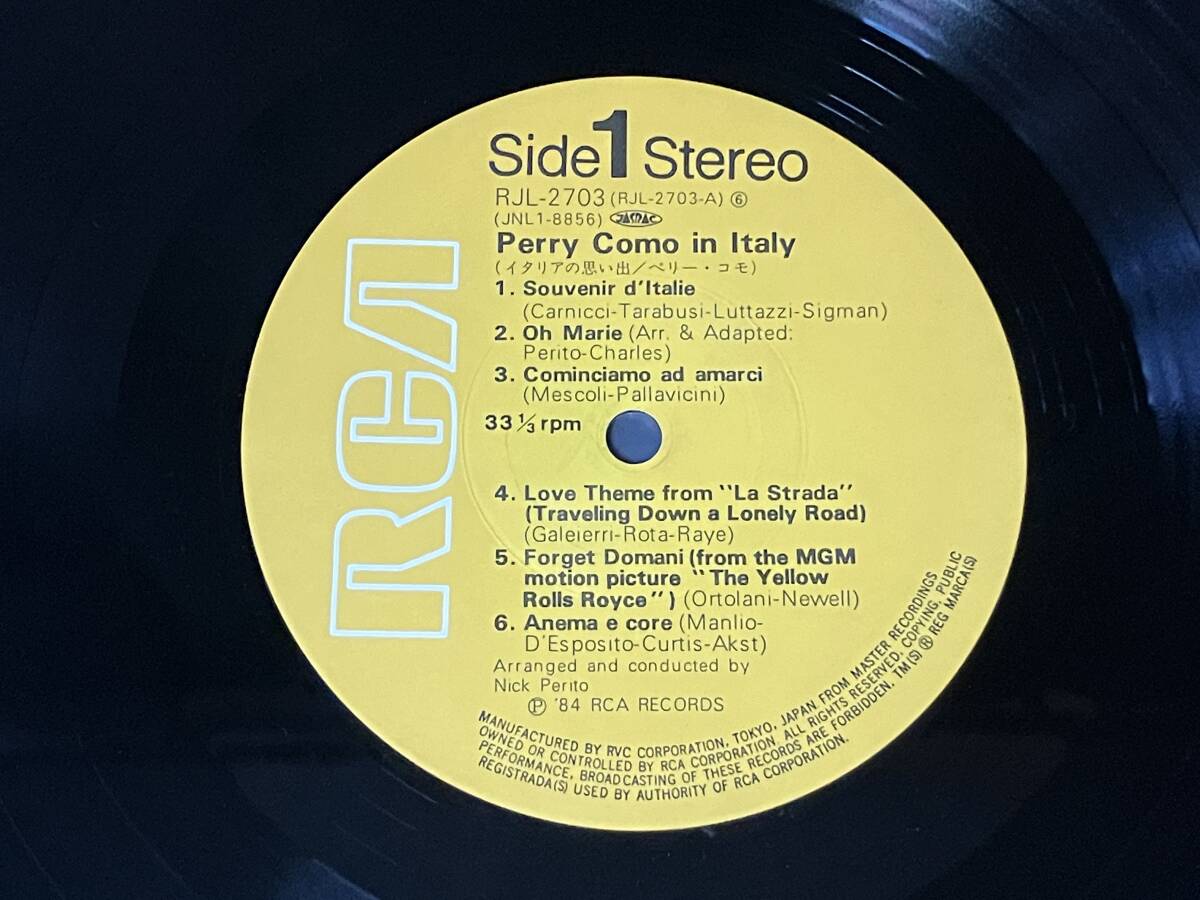 RCA
Side 1 Stereo
RJL-2703 (RJL-2703-A) ⑥
(JNL1-8856) JASRAC
Perry Como in Italy
(イタリアの思い出/ペリー・コモ)
1. Souvenir d'Italie
(Carnicci-Tarabusi-Luttazzi-Sigman)
2. Oh Marie (Arr. & Adapted:
Perito-Charles)
3. Cominciamo ad amarci
(Mescoli-Pallavicini)
33 1/3 rpm
4. Love Theme from "La Strada"
(Traveling Down a Lonely Road)
(Galeierri-Rota-Raye)
5. Forget Domani (from the MGM
motion picture "The Yellow
Rolls Royce") (Ortolani-Newell)
6. Anema e core (Manlio-
D'Esposito-Curtis-Akst)
Arranged and conducted by
Nick Perito
Ⓟ '84 RCA RECORDS
MANUFACTURED BY RVC CORPORATION, TOKYO, JAPAN FROM MASTER RECORDINGS
OWNED OR CONTROLLED BY RCA CORPORATION. ALL RIGHTS RESERVED. COPYING, PUBLIC
PERFORMANCE, BROADCASTING OF THESE RECORDS ARE FORBIDDEN. TM(S) ® REG MARCA(S)
REGISTRADA(S) USED BY AUTHORITY OF RCA CORPORATION.